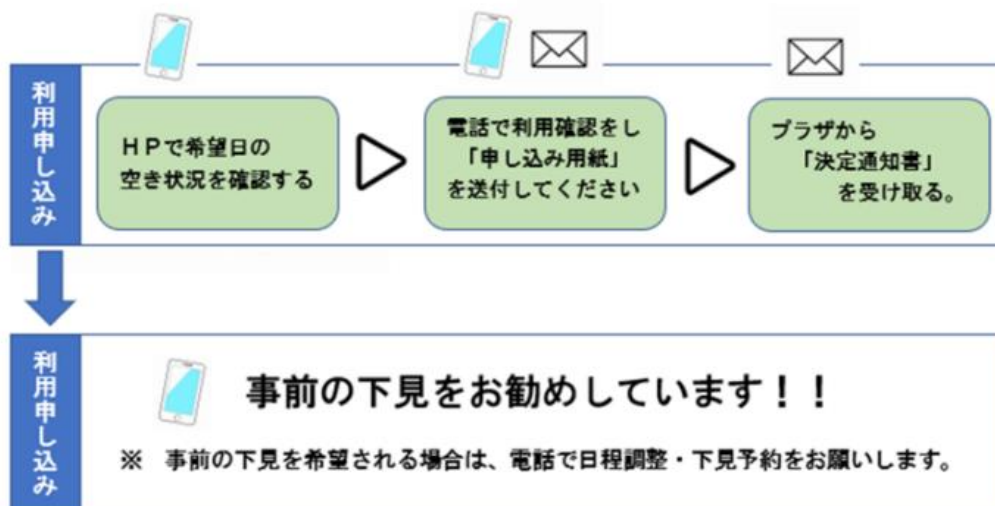 利用申し込み
ＨＰで希望日の
空き状況を確認する
電話で利用確認をし
「申し込み用紙」
を送付してください
プラザから
「決定通知書」
を受け取る。
利用申し込み
事前の下見をお勧めしています！！
※　事前の下見を希望される場合は、電話で日程調整・下見予約をお願いします。